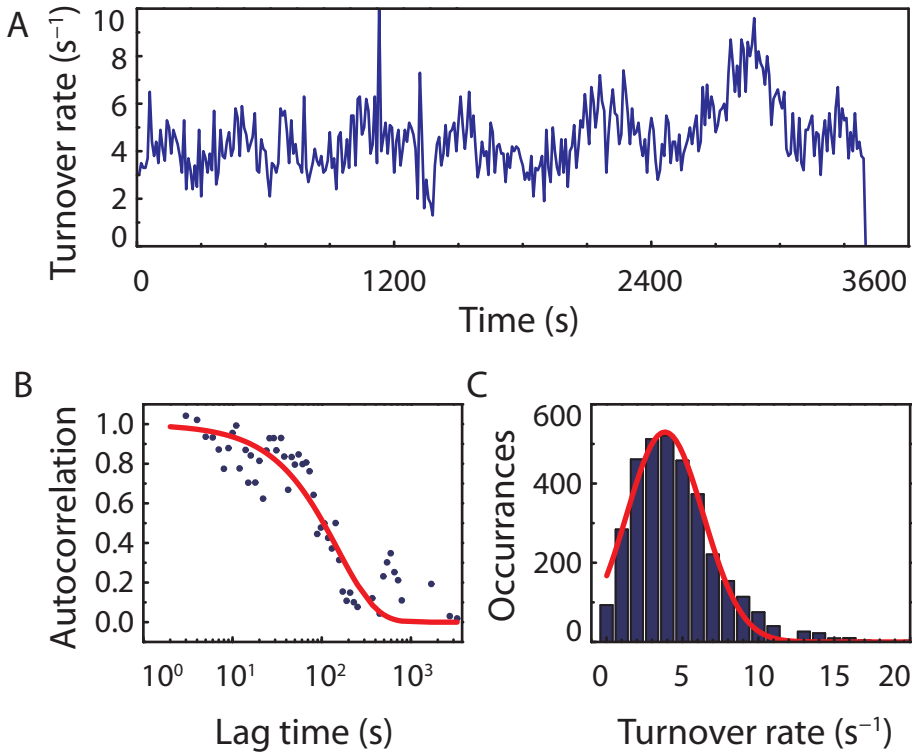 A
Turnover rate (s⁻¹)
10
8
6
4
2
0
0 1200 2400 3600
Time (s)
B
Autocorrelation
1.0
0.8
0.6
0.4
0.2
0.0
10⁰ 10¹ 10² 10³
Lag time (s)
C
Occurrances
600
400
200
0
0 5 10 15 20
Turnover rate (s⁻¹)